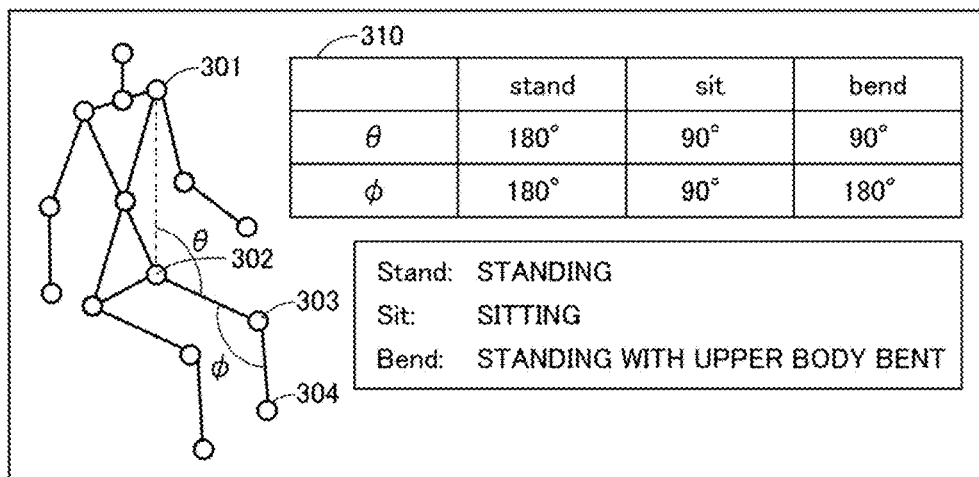 310
301
stand sit bend
θ 180° 90° 90°
ϕ 180° 90° 180°
θ
302
303
ϕ
304
Stand: STANDING
Sit: SITTING
Bend: STANDING WITH UPPER BODY BENT